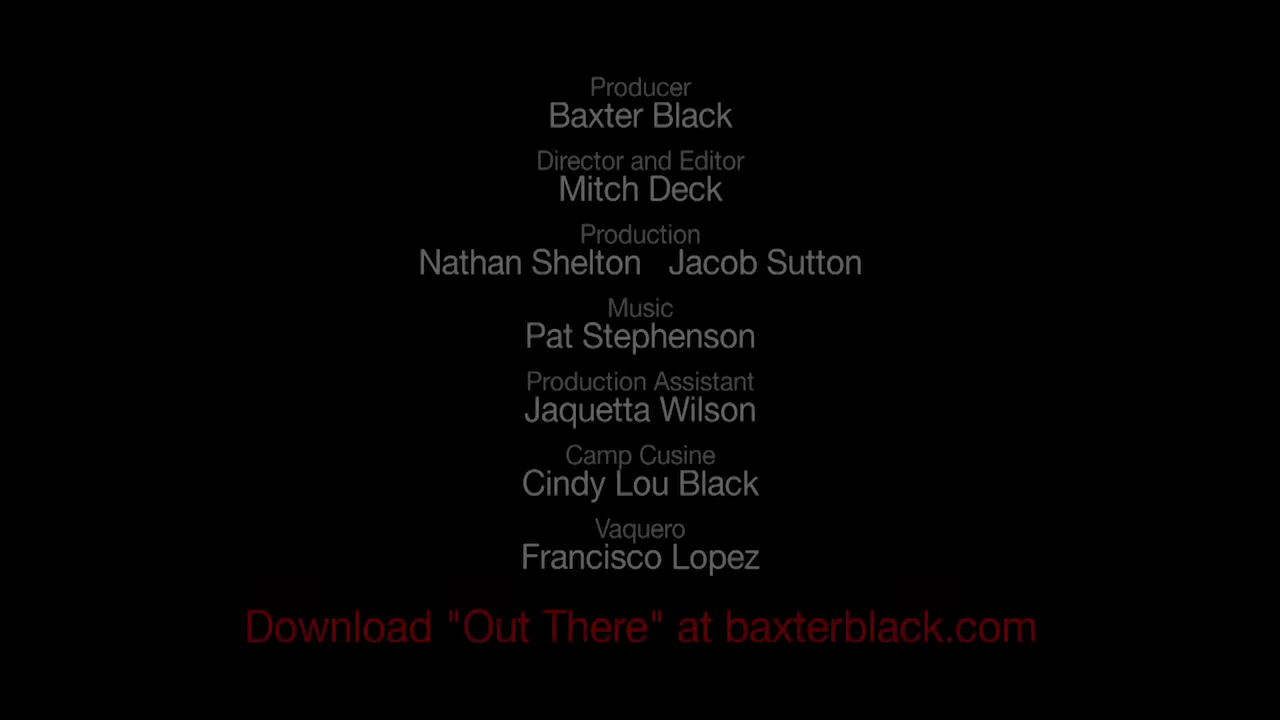 Producer
Baxter Black
Director and Editor
Mitch Deck
Production
Nathan Shelton   Jacob Sutton
Music
Pat Stephenson
Production Assistant
Jaquetta Wilson
Camp Cusine
Cindy Lou Black
Vaquero
Francisco Lopez
Download "Out There" at baxterblack.com